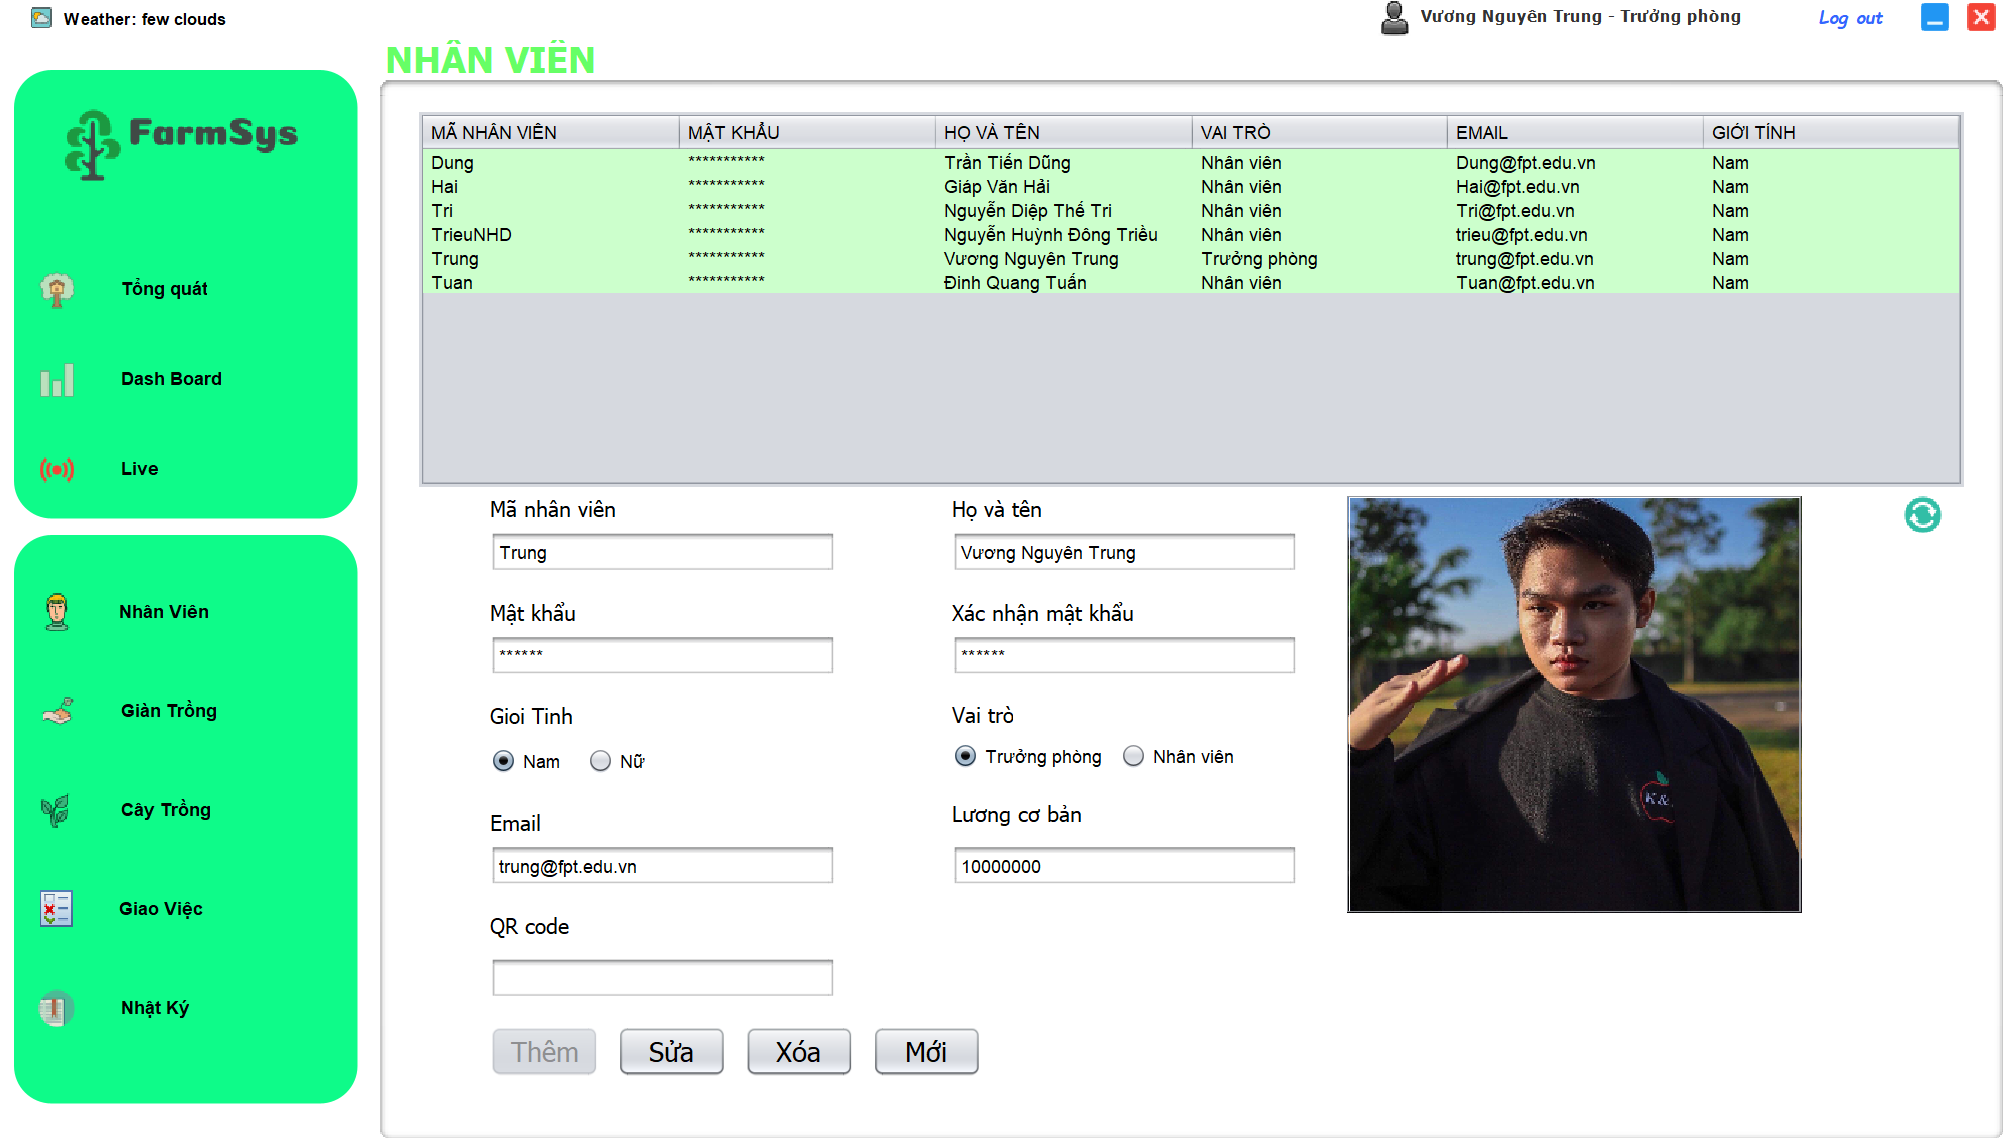 Weather: few clouds
Vương Nguyên Trung - Trưởng phòng
Log out
NHÂN VIÊN
FarmSys
Tổng quát
Dash Board
Live
Nhân Viên
Giàn Trồng
Cây Trồng
Giao Việc
Nhật Ký
MÃ NHÂN VIÊN MẬT KHẨU HỌ VÀ TÊN VAI TRÒ EMAIL GIỚI TÍNH
Dung *********** Trần Tiến Dũng Nhân viên Dung@fpt.edu.vn Nam
Hai *********** Giáp Văn Hải Nhân viên Hai@fpt.edu.vn Nam
Tri *********** Nguyễn Diệp Thế Tri Nhân viên Tri@fpt.edu.vn Nam
TrieuNHD *********** Nguyễn Huỳnh Đông Triều Nhân viên trieu@fpt.edu.vn Nam
Trung *********** Vương Nguyên Trung Trưởng phòng trung@fpt.edu.vn Nam
Tuan *********** Đinh Quang Tuấn Nhân viên Tuan@fpt.edu.vn Nam
Mã nhân viên Họ và tên
Trung Vương Nguyên Trung
Mật khẩu Xác nhận mật khẩu
****** ******
Gioi Tinh Vai trò
Nam Nữ Trưởng phòng Nhân viên
Email Lương cơ bản
trung@fpt.edu.vn 10000000
QR code
Thêm Sửa Xóa Mới
K&